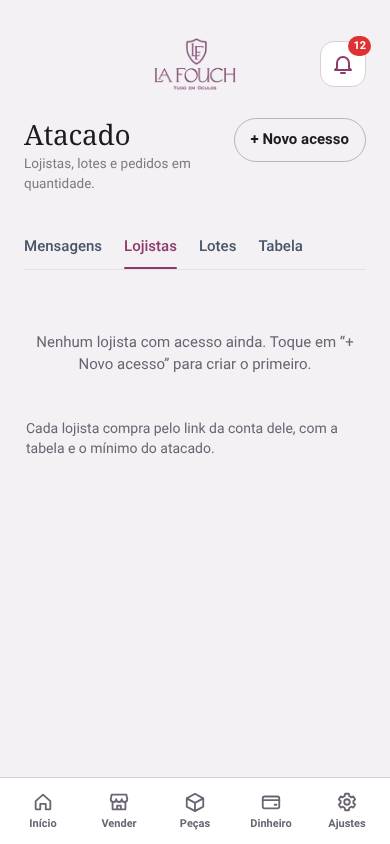 12
LF
LA FOUCH
TUDO EM ÓCULOS
Atacado
+ Novo acesso
Lojistas, lotes e pedidos em
quantidade.
Mensagens Lojistas Lotes Tabela
Nenhum lojista com acesso ainda. Toque em “+
Novo acesso” para criar o primeiro.
Cada lojista compra pelo link da conta dele, com a
tabela e o mínimo do atacado.
Início Vender Peças Dinheiro Ajustes